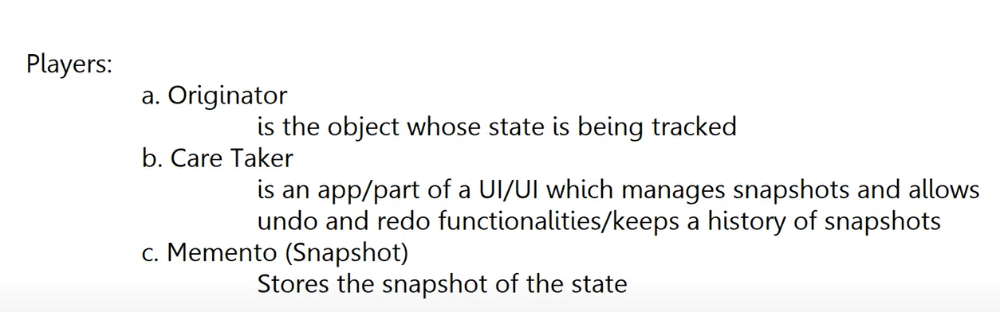 Players:
a. Originator
is the object whose state is being tracked
b. Care Taker
is an app/part of a UI/UI which manages snapshots and allows
undo and redo functionalities/keeps a history of snapshots
c. Memento (Snapshot)
Stores the snapshot of the state